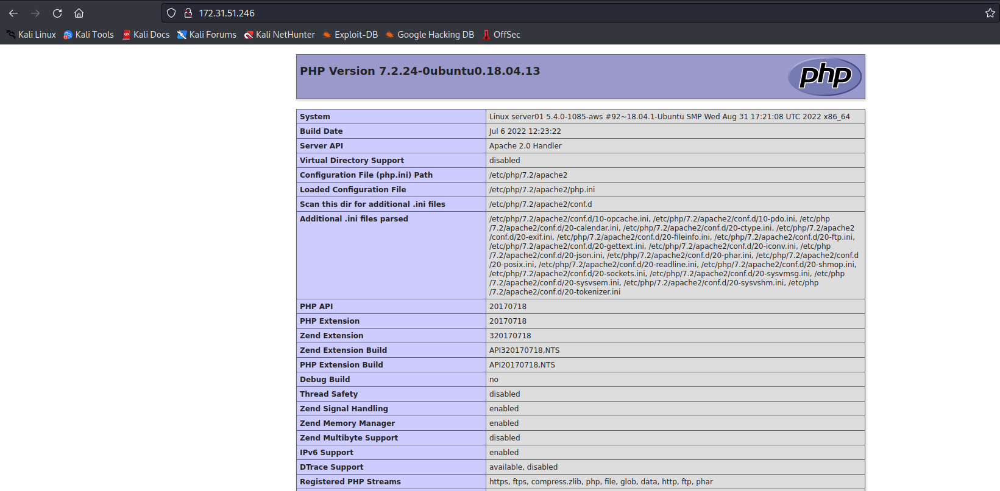 172.31.51.246
Kali Linux Kali Tools Kali Docs Kali Forums Kali NetHunter Exploit-DB Google Hacking DB OffSec
PHP Version 7.2.24-0ubuntu0.18.04.13
php
System Linux server01 5.4.0-1085-aws #92~18.04.1-Ubuntu SMP Wed Aug 31 17:21:08 UTC 2022 x86_64
Build Date Jul 6 2022 12:23:22
Server API Apache 2.0 Handler
Virtual Directory Support disabled
Configuration File (php.ini) Path /etc/php/7.2/apache2
Loaded Configuration File /etc/php/7.2/apache2/php.ini
Scan this dir for additional .ini files /etc/php/7.2/apache2/conf.d
Additional .ini files parsed /etc/php/7.2/apache2/conf.d/10-opcache.ini, /etc/php/7.2/apache2/conf.d/10-pdo.ini, /etc/php
/7.2/apache2/conf.d/20-calendar.ini, /etc/php/7.2/apache2/conf.d/20-ctype.ini, /etc/php/7.2/apache2
/conf.d/20-exif.ini, /etc/php/7.2/apache2/conf.d/20-fileinfo.ini, /etc/php/7.2/apache2/conf.d/20-ftp.ini,
/etc/php/7.2/apache2/conf.d/20-gettext.ini, /etc/php/7.2/apache2/conf.d/20-iconv.ini, /etc/php
/7.2/apache2/conf.d/20-json.ini, /etc/php/7.2/apache2/conf.d/20-phar.ini, /etc/php/7.2/apache2/conf.d
/20-posix.ini, /etc/php/7.2/apache2/conf.d/20-readline.ini, /etc/php/7.2/apache2/conf.d/20-shmop.ini,
/etc/php/7.2/apache2/conf.d/20-sockets.ini, /etc/php/7.2/apache2/conf.d/20-sysvmsg.ini, /etc/php
/7.2/apache2/conf.d/20-sysvsem.ini, /etc/php/7.2/apache2/conf.d/20-sysvshm.ini, /etc/php
/7.2/apache2/conf.d/20-tokenizer.ini
PHP API 20170718
PHP Extension 20170718
Zend Extension 320170718
Zend Extension Build API320170718,NTS
PHP Extension Build API20170718,NTS
Debug Build no
Thread Safety disabled
Zend Signal Handling enabled
Zend Memory Manager enabled
Zend Multibyte Support disabled
IPv6 Support enabled
DTrace Support available, disabled
Registered PHP Streams https, ftps, compress.zlib, php, file, glob, data, http, ftp, phar